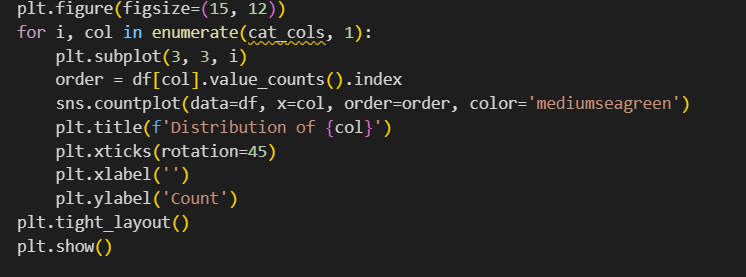 plt.figure(figsize=(15, 12))
for i, col in enumerate(cat_cols, 1):
    plt.subplot(3, 3, i)
    order = df[col].value_counts().index
    sns.countplot(data=df, x=col, order=order, color='mediumseagreen')
    plt.title(f'Distribution of {col}')
    plt.xticks(rotation=45)
    plt.xlabel('')
    plt.ylabel('Count')
plt.tight_layout()
plt.show()